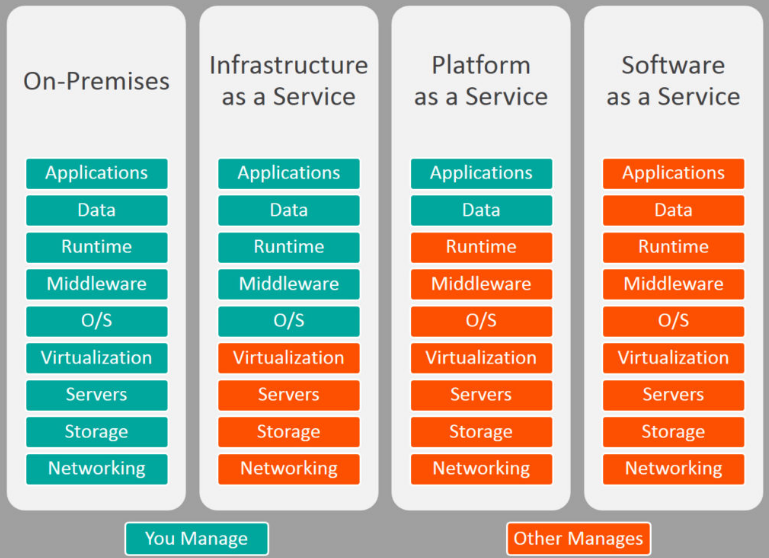 On-Premises
Applications
Data
Runtime
Middleware
O/S
Virtualization
Servers
Storage
Networking
Infrastructure
as a Service
Applications
Data
Runtime
Middleware
O/S
Virtualization
Servers
Storage
Networking
Platform
as a Service
Applications
Data
Runtime
Middleware
O/S
Virtualization
Servers
Storage
Networking
Software
as a Service
Applications
Data
Runtime
Middleware
O/S
Virtualization
Servers
Storage
Networking
You Manage
Other Manages